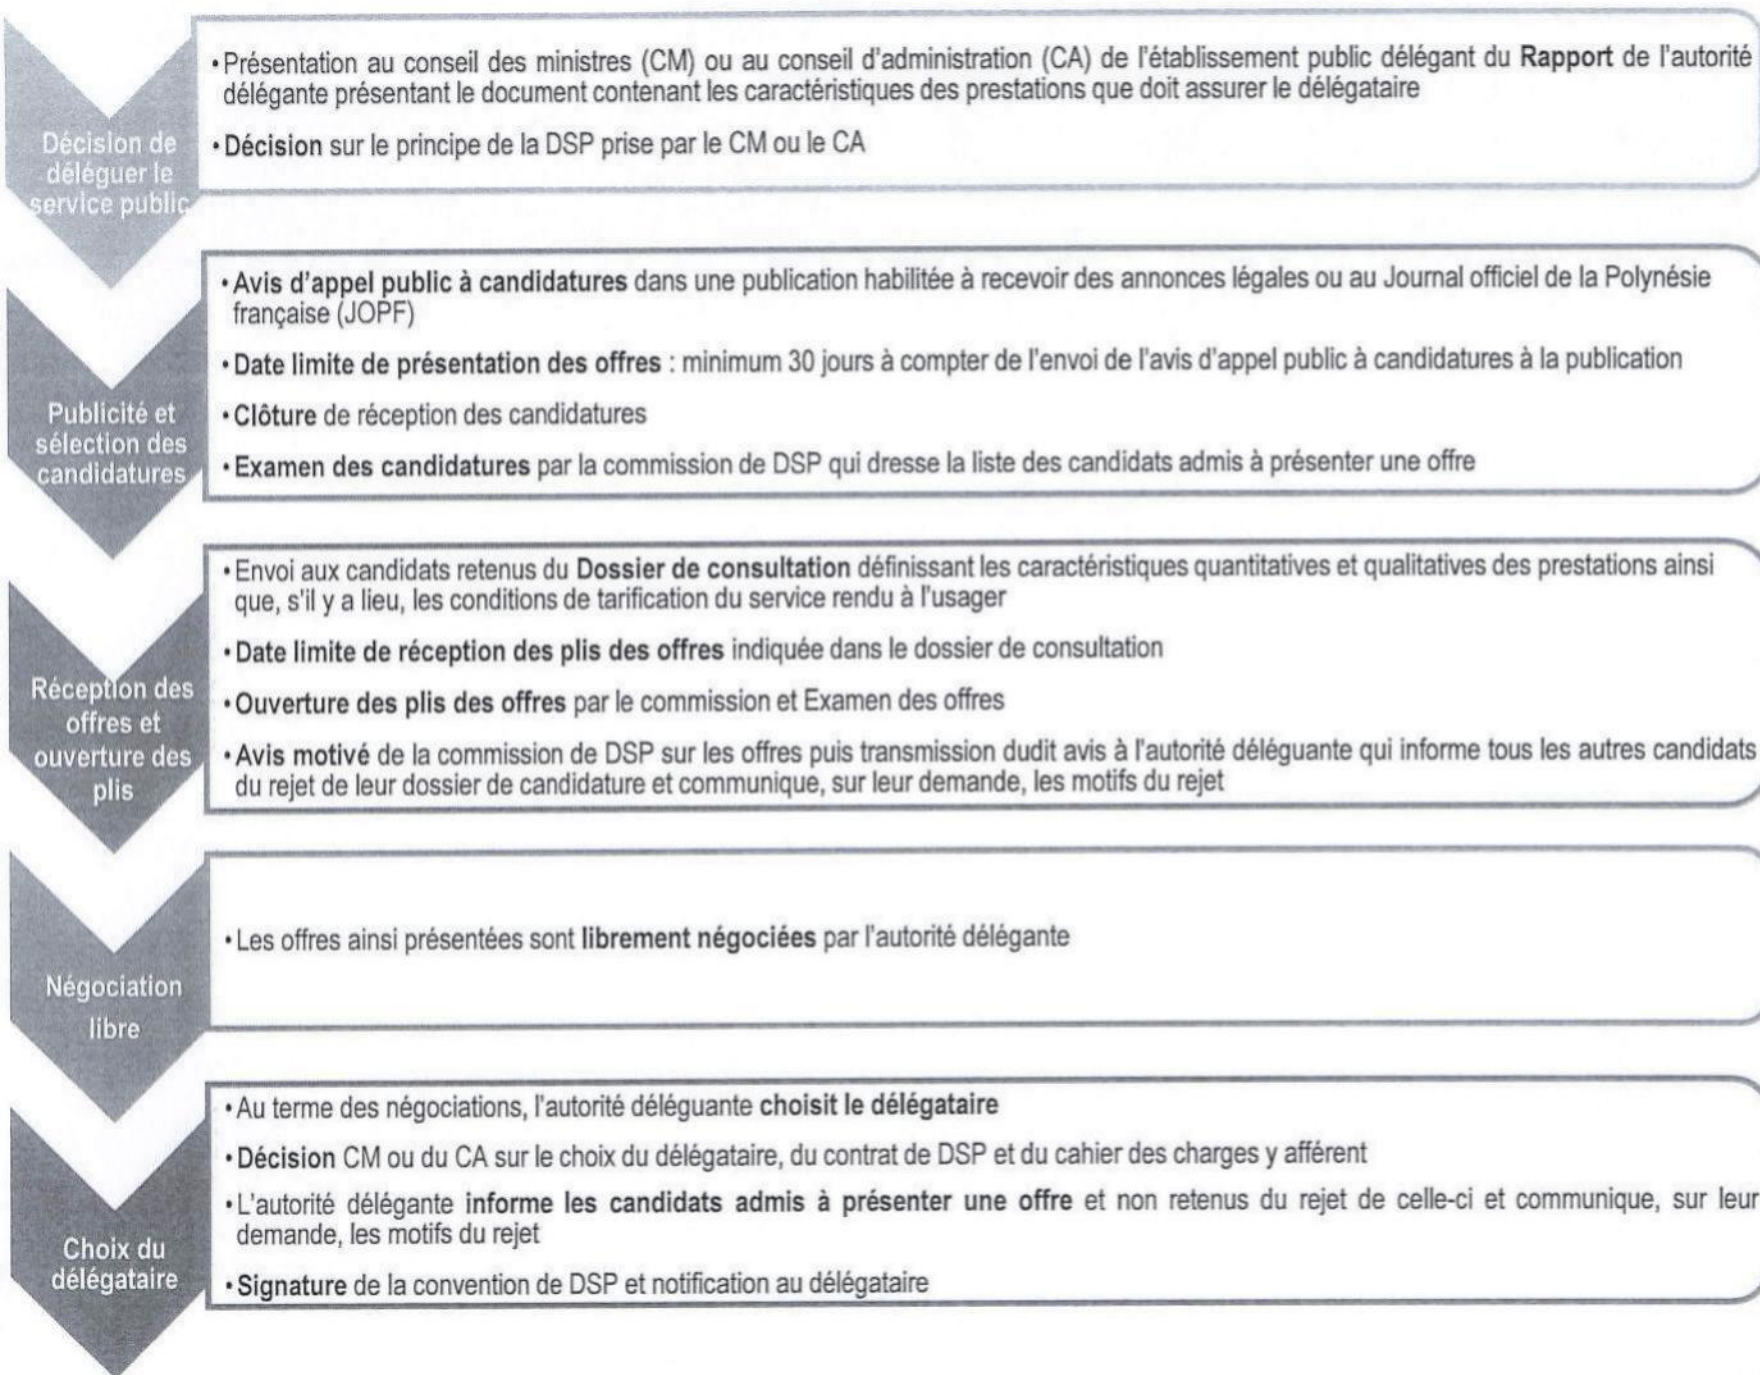 Décision de
déléguer le
service public
•Présentation au conseil des ministres (CM) ou au conseil d'administration (CA) de l'établissement public délégant du Rapport de l'autorité
délégante présentant le document contenant les caractéristiques des prestations que doit assurer le délégataire
•Décision sur le principe de la DSP prise par le CM ou le CA
Publicité et
sélection des
candidatures
•Avis d'appel public à candidatures dans une publication habilitée à recevoir des annonces légales ou au Journal officiel de la Polynésie
française (JOPF)
•Date limite de présentation des offres : minimum 30 jours à compter de l'envoi de l'avis d'appel public à candidatures à la publication
•Clôture de réception des candidatures
•Examen des candidatures par la commission de DSP qui dresse la liste des candidats admis à présenter une offre
Réception des
offres et
ouverture des
plis
•Envoi aux candidats retenus du Dossier de consultation définissant les caractéristiques quantitatives et qualitatives des prestations ainsi
que, s'il y a lieu, les conditions de tarification du service rendu à l'usager
•Date limite de réception des plis des offres indiquée dans le dossier de consultation
•Ouverture des plis des offres par le commission et Examen des offres
•Avis motivé de la commission de DSP sur les offres puis transmission dudit avis à l'autorité déléguante qui informe tous les autres candidats
du rejet de leur dossier de candidature et communique, sur leur demande, les motifs du rejet
Négociation
libre
•Les offres ainsi présentées sont librement négociées par l'autorité délégante
Choix du
délégataire
•Au terme des négociations, l'autorité déléguante choisit le délégataire
•Décision CM ou du CA sur le choix du délégataire, du contrat de DSP et du cahier des charges y afférent
•L'autorité délégante informe les candidats admis à présenter une offre et non retenus du rejet de celle-ci et communique, sur leur
demande, les motifs du rejet
•Signature de la convention de DSP et notification au délégataire